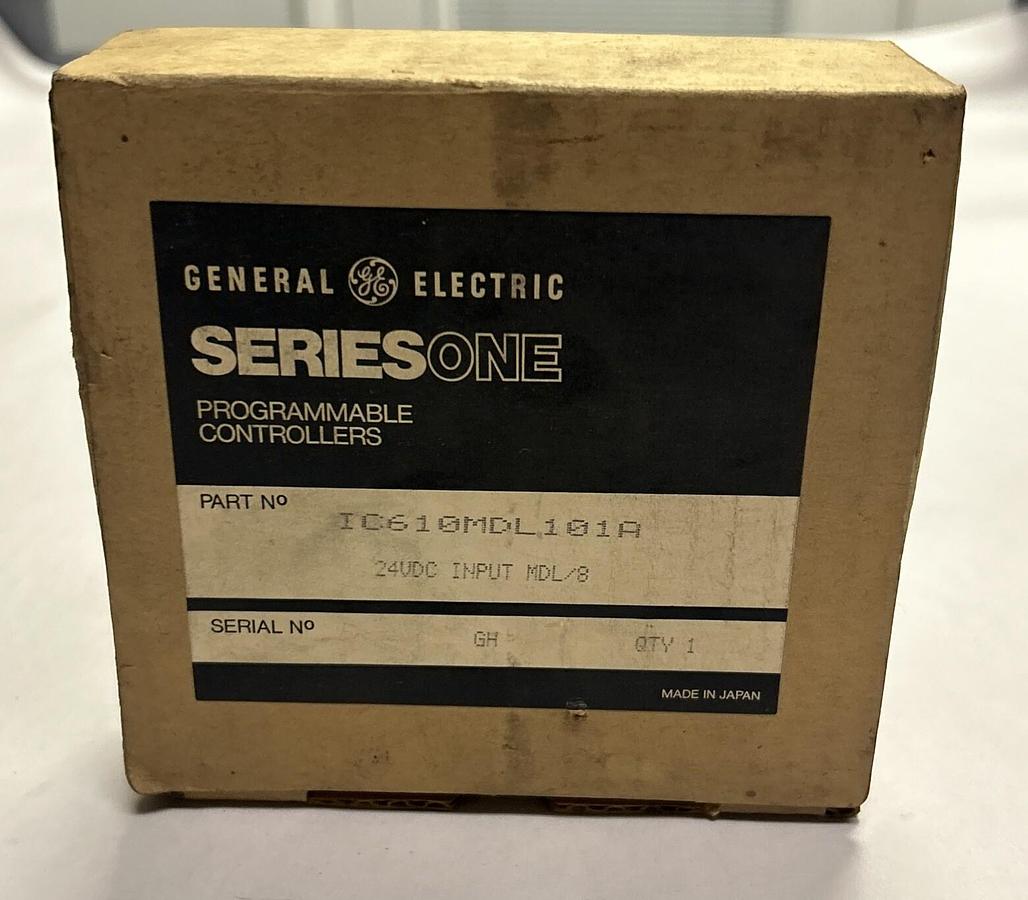 GENERAL GE ELECTRIC
SERIESONE
PROGRAMMABLE
CONTROLLERS
PART Nº
IC610MDL101A
24VDC INPUT MDL/8
SERIAL Nº GH QTY 1
MADE IN JAPAN